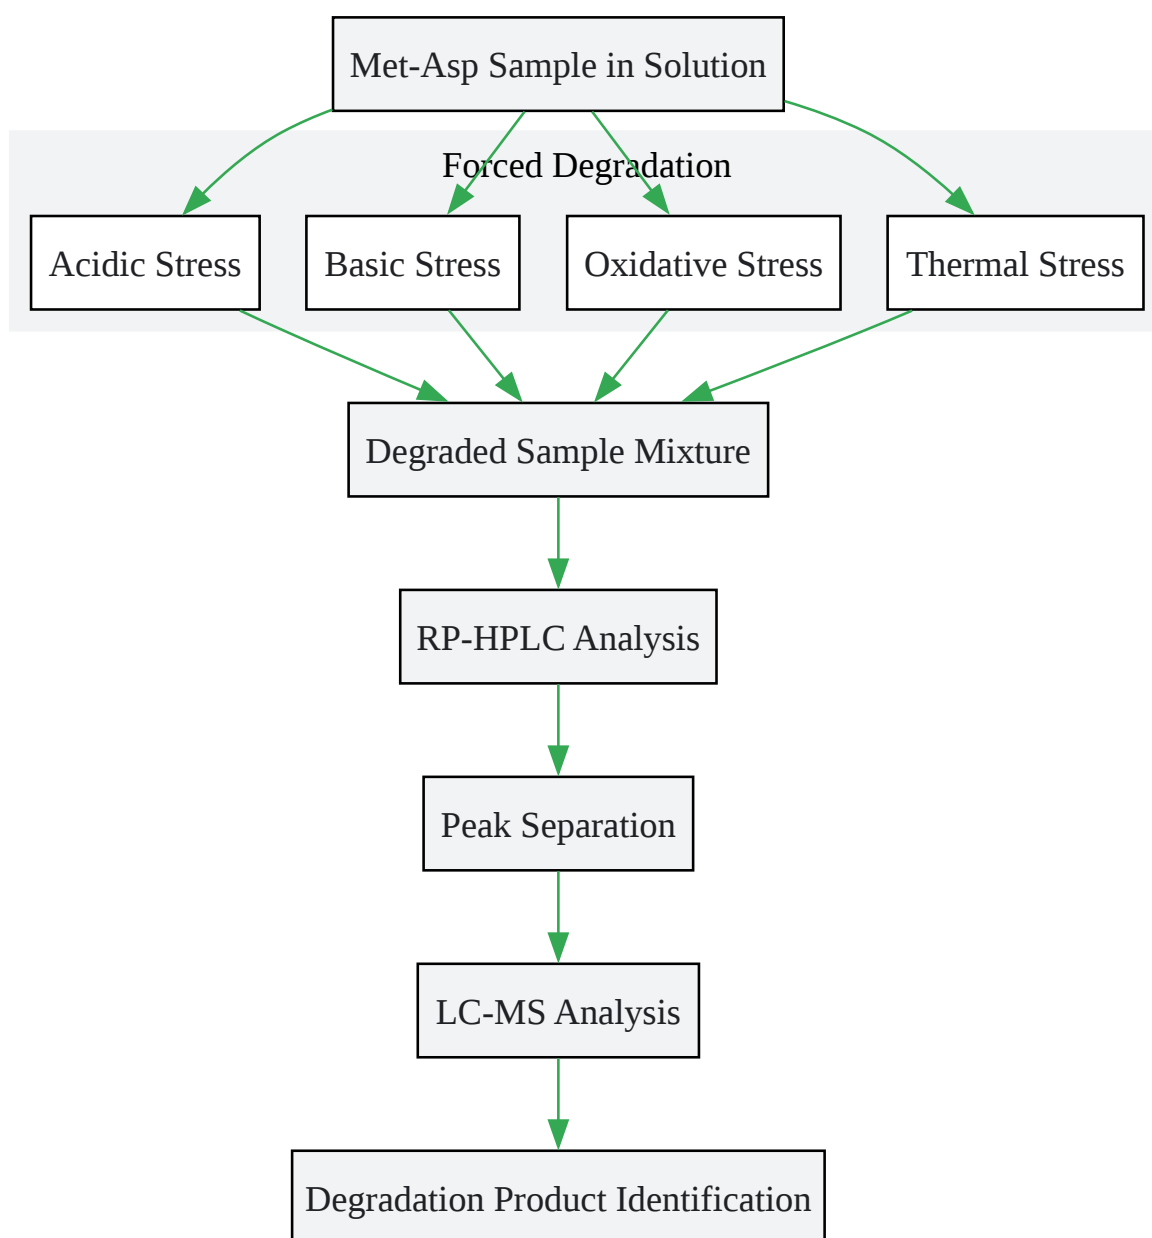 Met-Asp Sample in Solution
Forced Degradation
Acidic Stress
Basic Stress
Oxidative Stress
Thermal Stress
Degraded Sample Mixture
RP-HPLC Analysis
Peak Separation
LC-MS Analysis
Degradation Product Identification